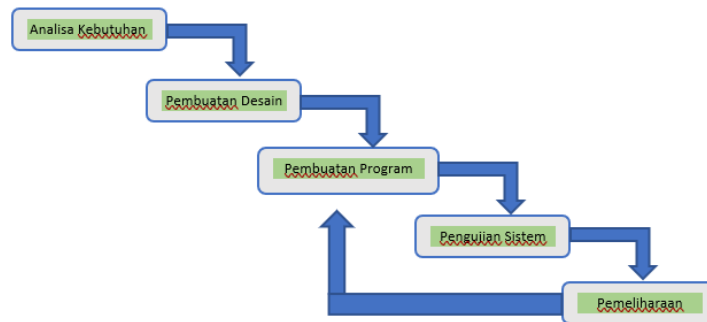 Analisa Kebutuhan
Pembuatan Desain
Pembuatan Program
Pengujian Sistem
Pemeliharaan